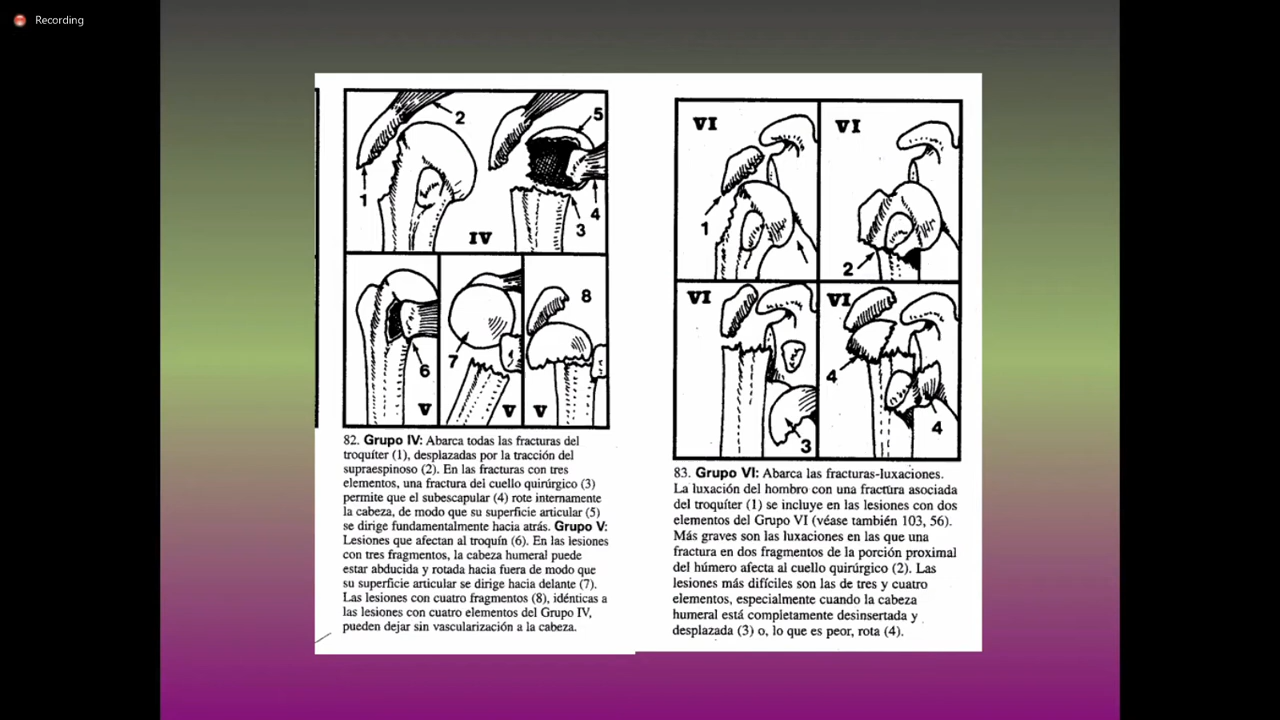 Recording
2
5
1
4
3
IV
8
7
6
V
V
V
82. Grupo IV: Abarca todas las fracturas del
troquíter (1), desplazadas por la tracción del
supraespinoso (2). En las fracturas con tres
elementos, una fractura del cuello quirúrgico (3)
permite que el subescapular (4) rote internamente
la cabeza, de modo que su superficie articular (5)
se dirige fundamentalmente hacia atrás. Grupo V:
Lesiones que afectan al troquín (6). En las lesiones
con tres fragmentos, la cabeza humeral puede
estar abducida y rotada hacia fuera de modo que
su superficie articular se dirige hacia delante (7).
Las lesiones con cuatro fragmentos (8), idénticas a
las lesiones con cuatro elementos del Grupo IV,
pueden dejar sin vascularización a la cabeza.
VI
VI
1
2
VI
VI
4
3
4
83. Grupo VI: Abarca las fracturas-luxaciones.
La luxación del hombro con una fractura asociada
del troquíter (1) se incluye en las lesiones con dos
elementos del Grupo VI (véase también 103, 56).
Más graves son las luxaciones en las que una
fractura en dos fragmentos de la porción proximal
del húmero afecta al cuello quirúrgico (2). Las
lesiones más difíciles son las de tres y cuatro
elementos, especialmente cuando la cabeza
humeral está completamente desinsertada y
desplazada (3) o, lo que es peor, rota (4).